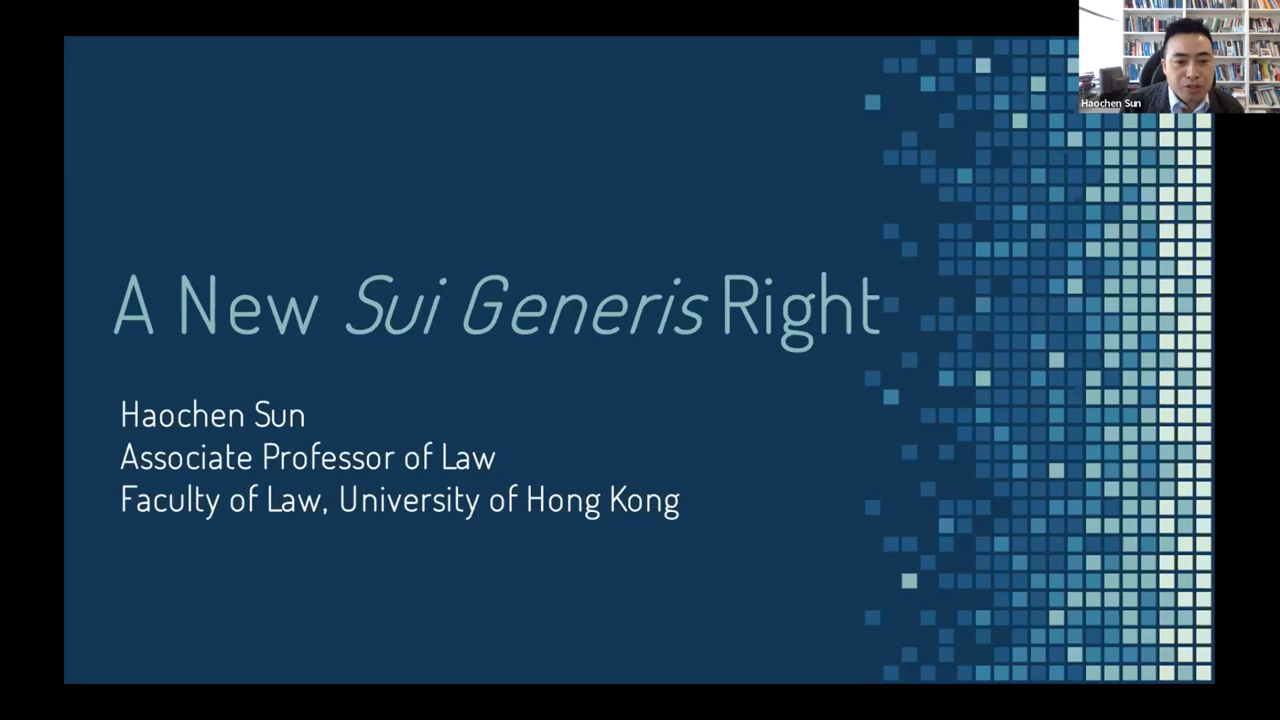 Haochen Sun
A New Sui Generis Right
Haochen Sun
Associate Professor of Law
Faculty of Law, University of Hong Kong